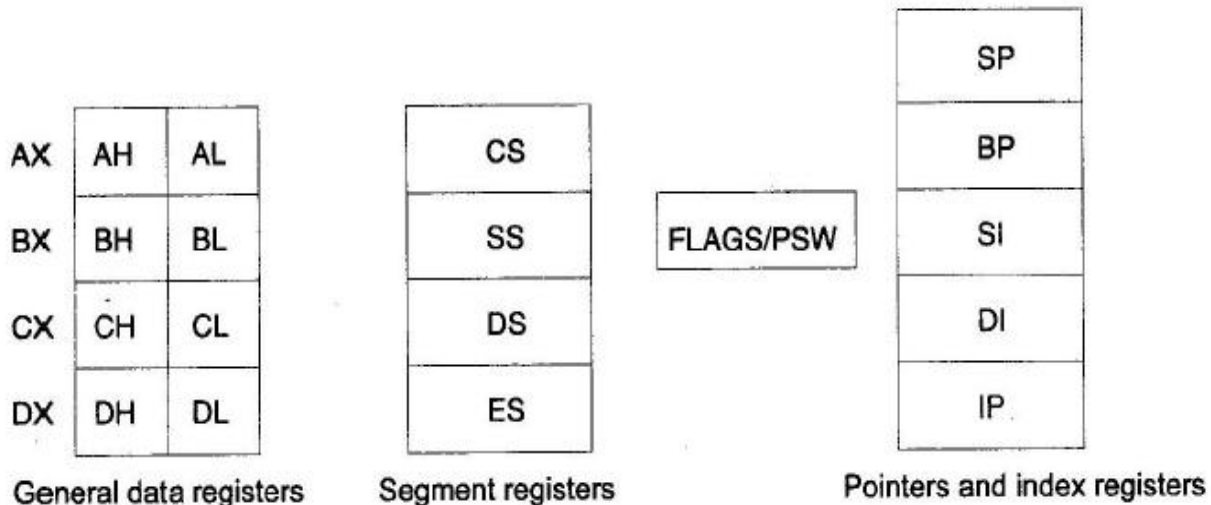 AX AH AL
BX BH BL
CX CH CL
DX DH DL
General data registers
CS
SS
DS
ES
Segment registers
FLAGS/PSW
SP
BP
SI
DI
IP
Pointers and index registers